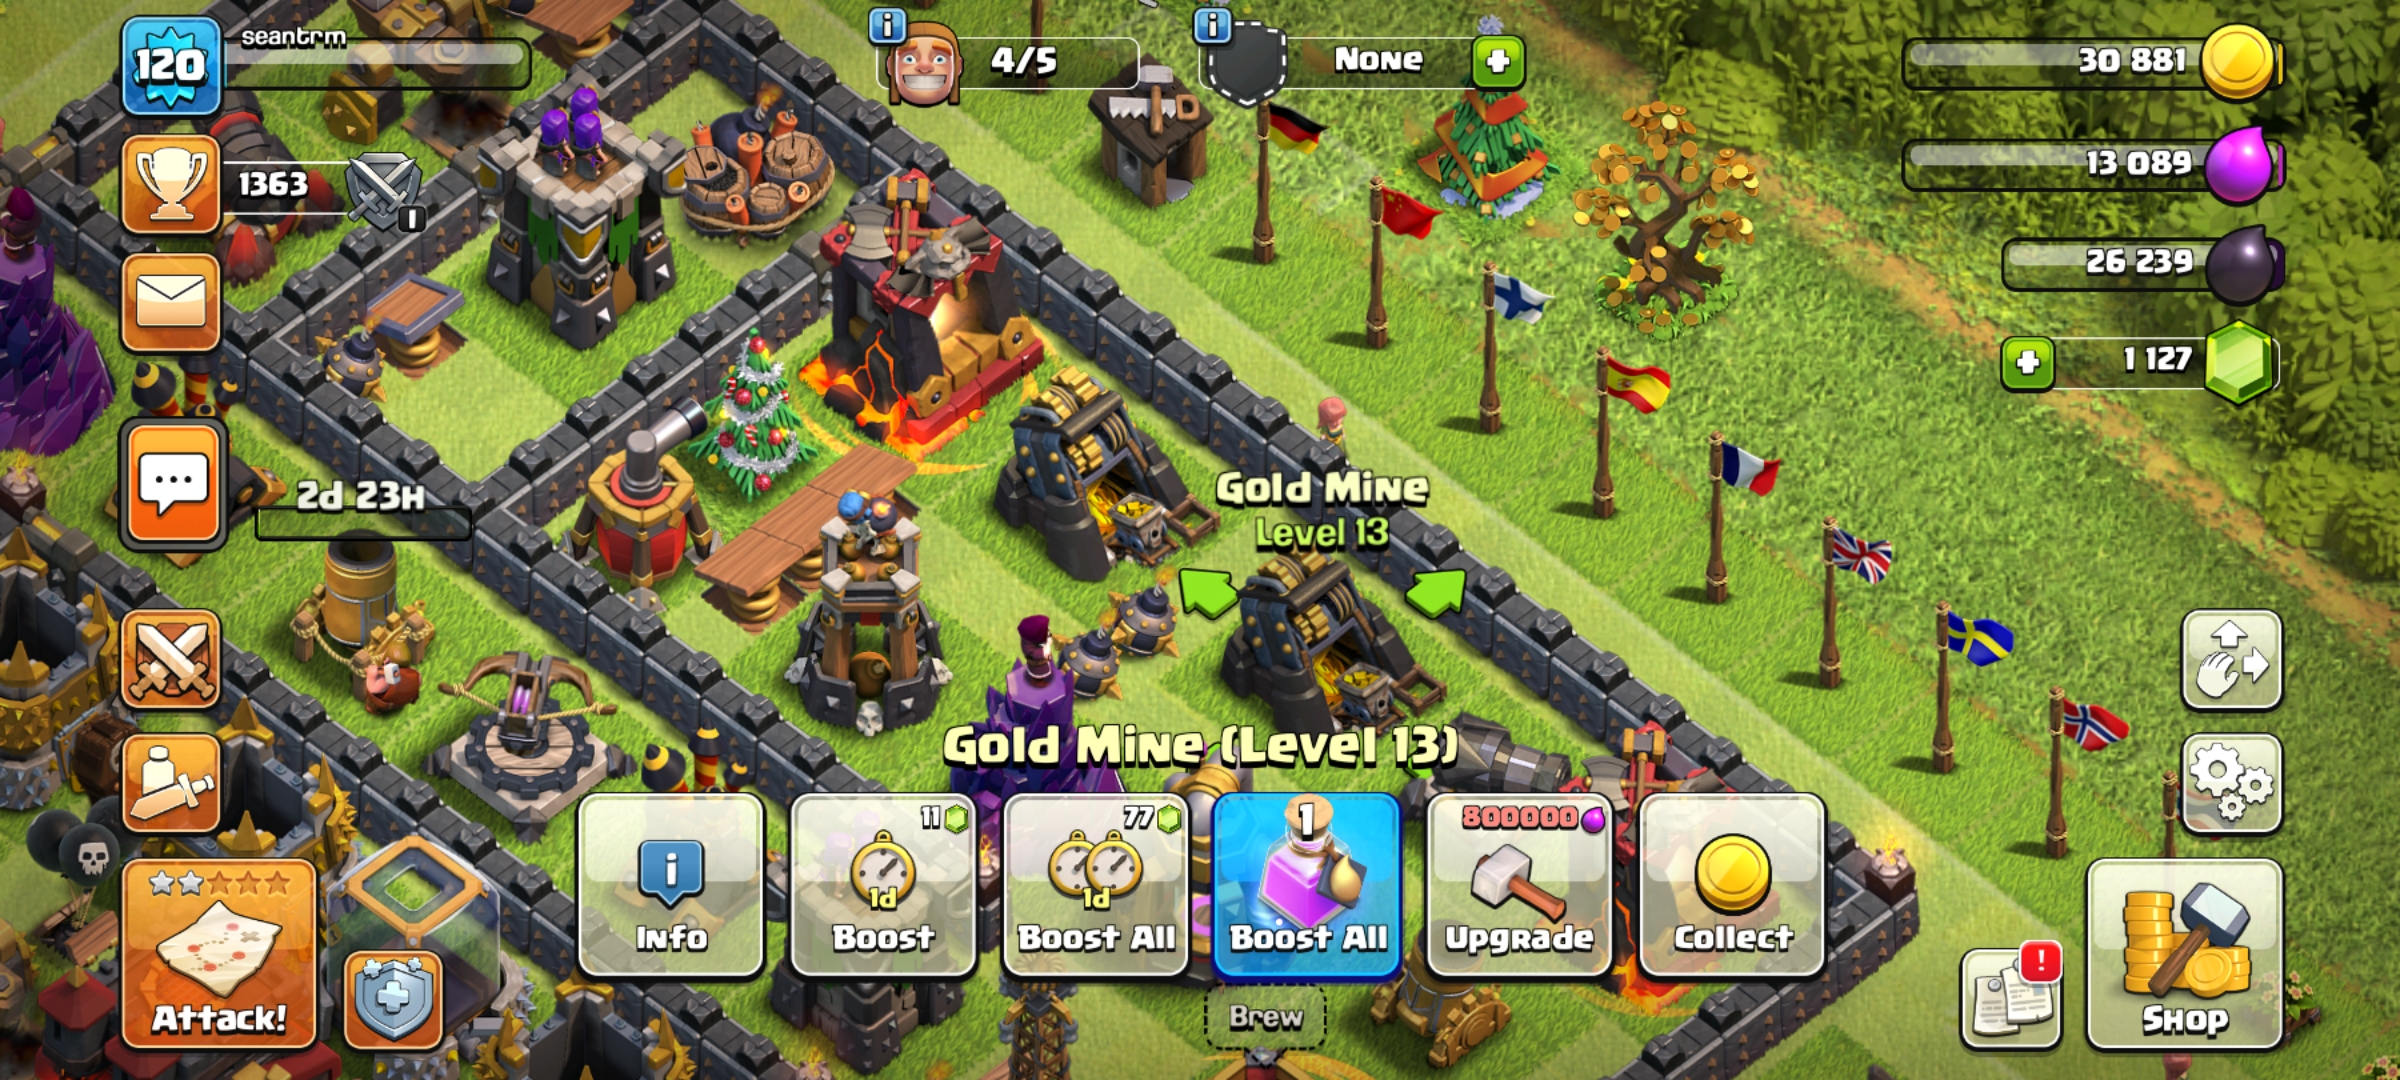 120
seantrm
4/5
None
30 881
1363
I
13 089
26 239
1 127
2d 23H
Gold Mine
Level 13
Gold Mine (Level 13)
Info
11
1d
Boost
77
1d
Boost All
1
Boost All
800000
Upgrade
Collect
Attack!
Brew
!
Shop